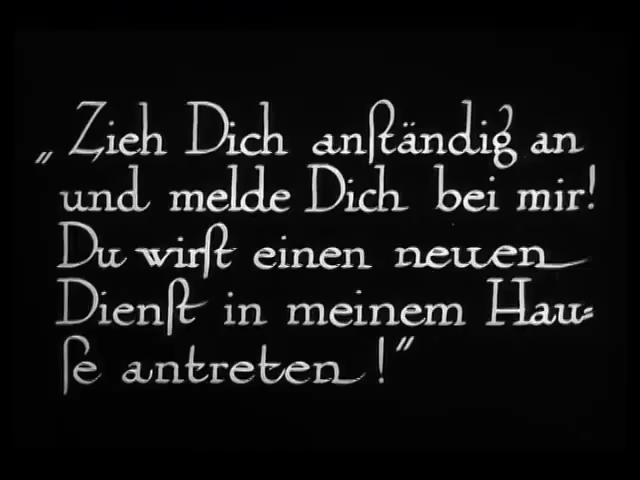 „Zieh Dich anſtändig an
und melde Dich bei mir!
Du wirſt einen neuen
Dienſt in meinem Hau⸗
ſe antreten!”